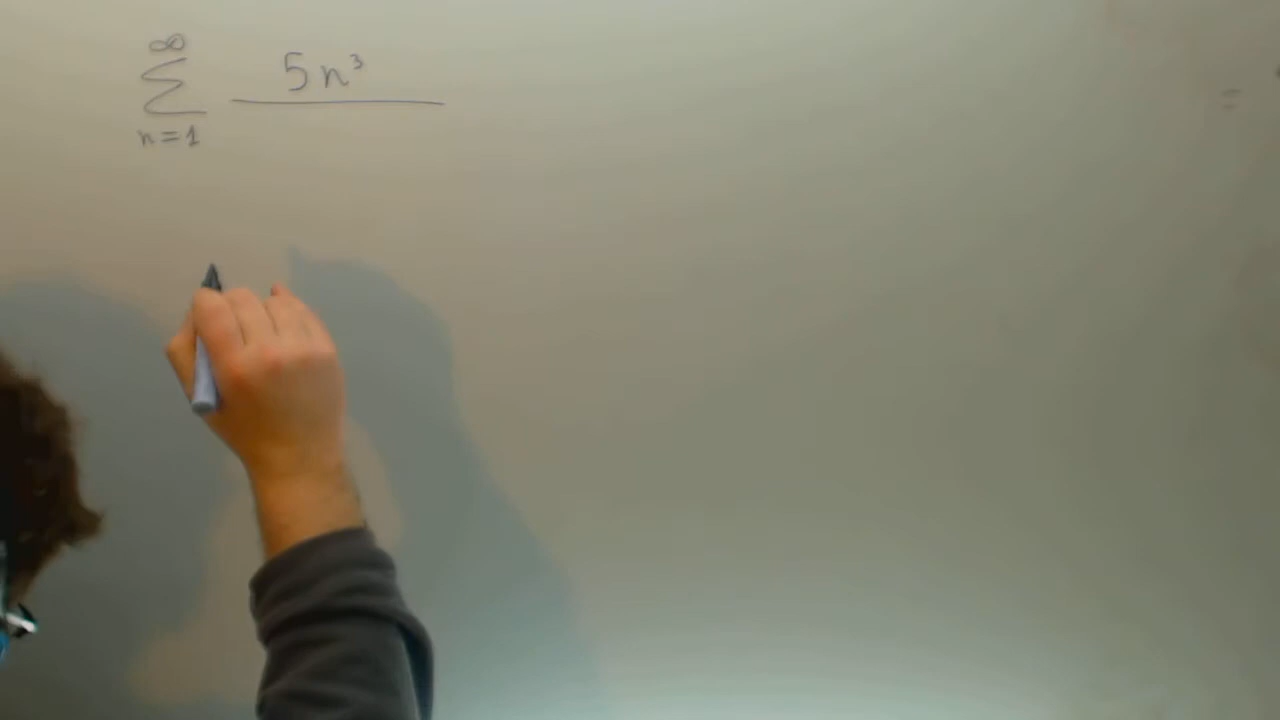 ∞
Σ 5n³
n=1
=